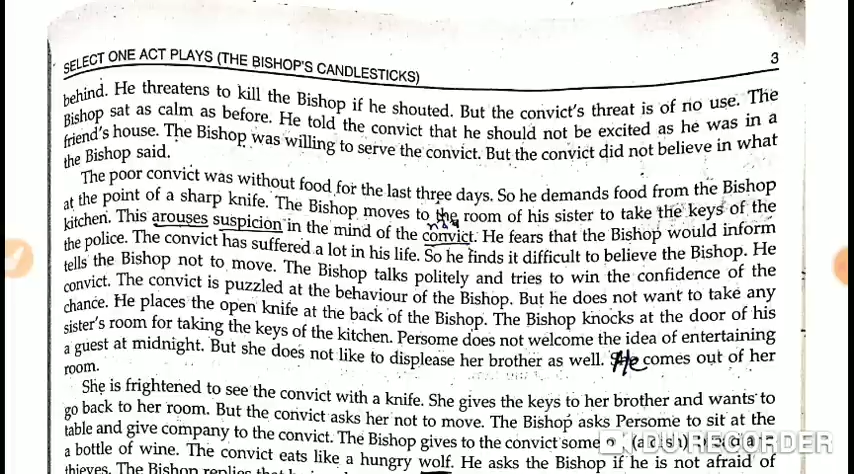 SELECT ONE ACT PLAYS (THE BISHOP'S CANDLESTICKS) 3
behind. He threatens to kill the Bishop if he shouted. But the convict's threat is of no use. The
Bishop sat as calm as before. He told the convict that he should not be excited as he was in a
friend's house. The Bishop was willing to serve the convict. But the convict did not believe in what
the Bishop said.
The poor convict was without food for the last three days. So he demands food from the Bishop
at the point of a sharp knife. The Bishop moves to the room of his sister to take the keys of the
kitchen. This arouses suspicion in the mind of the convict. He fears that the Bishop would inform
the police. The convict has suffered a lot in his life. So he finds it difficult to believe the Bishop. He
tells the Bishop not to move. The Bishop talks politely and tries to win the confidence of the
convict. The convict is puzzled at the behaviour of the Bishop. But he does not want to take any
chance. He places the open knife at the back of the Bishop. The Bishop knocks at the door of his
sister's room for taking the keys of the kitchen. Persome does not welcome the idea of entertaining
a guest at midnight. But she does not like to displease her brother as well. He comes out of her
room.
She is frightened to see the convict with a knife. She gives the keys to her brother and wants to
go back to her room. But the convict asks her not to move. The Bishop asks Persome to sit at the
table and give company to the convict. The Bishop gives to the convict some
DU RECORDER
a bottle of wine. The convict eats like a hungry wolf. He asks the Bishop if he is not afraid of
thieves. The Bishop replies that